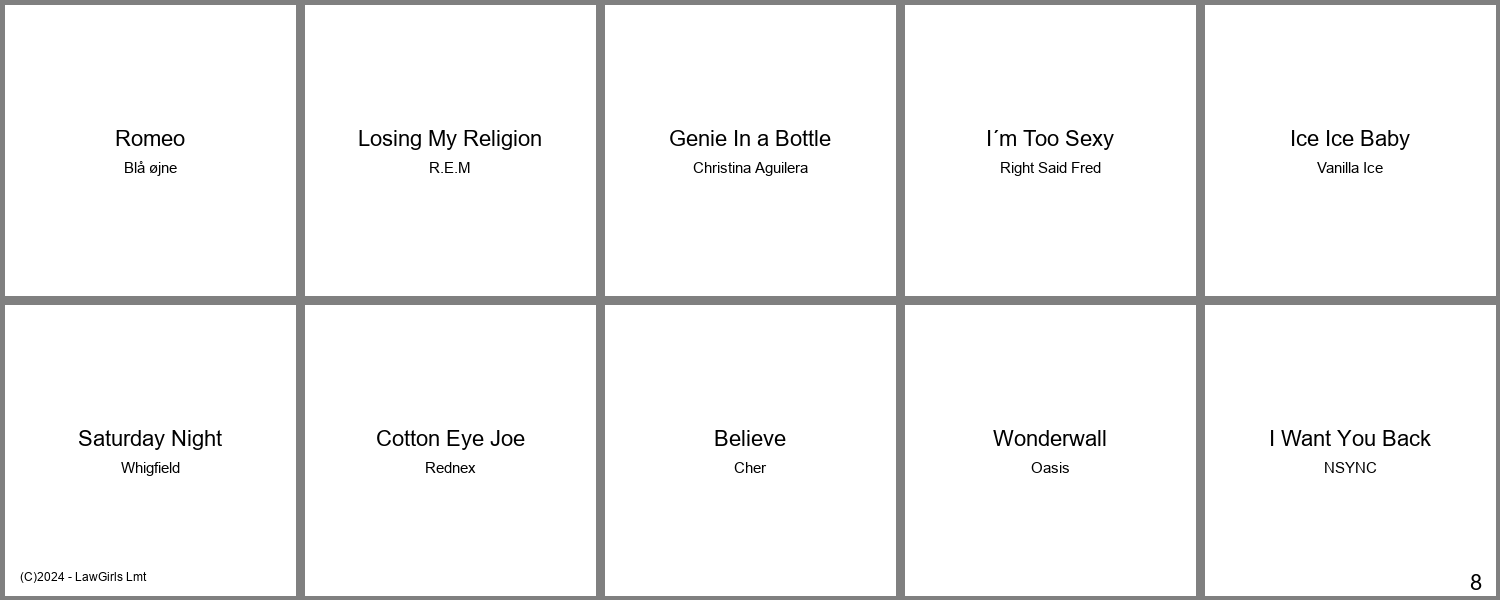 Romeo
Blå øjne
Losing My Religion
R.E.M
Genie In a Bottle
Christina Aguilera
I´m Too Sexy
Right Said Fred
Ice Ice Baby
Vanilla Ice
Saturday Night
Whigfield
Cotton Eye Joe
Rednex
Believe
Cher
Wonderwall
Oasis
I Want You Back
NSYNC
(C)2024 - LawGirls Lmt
8